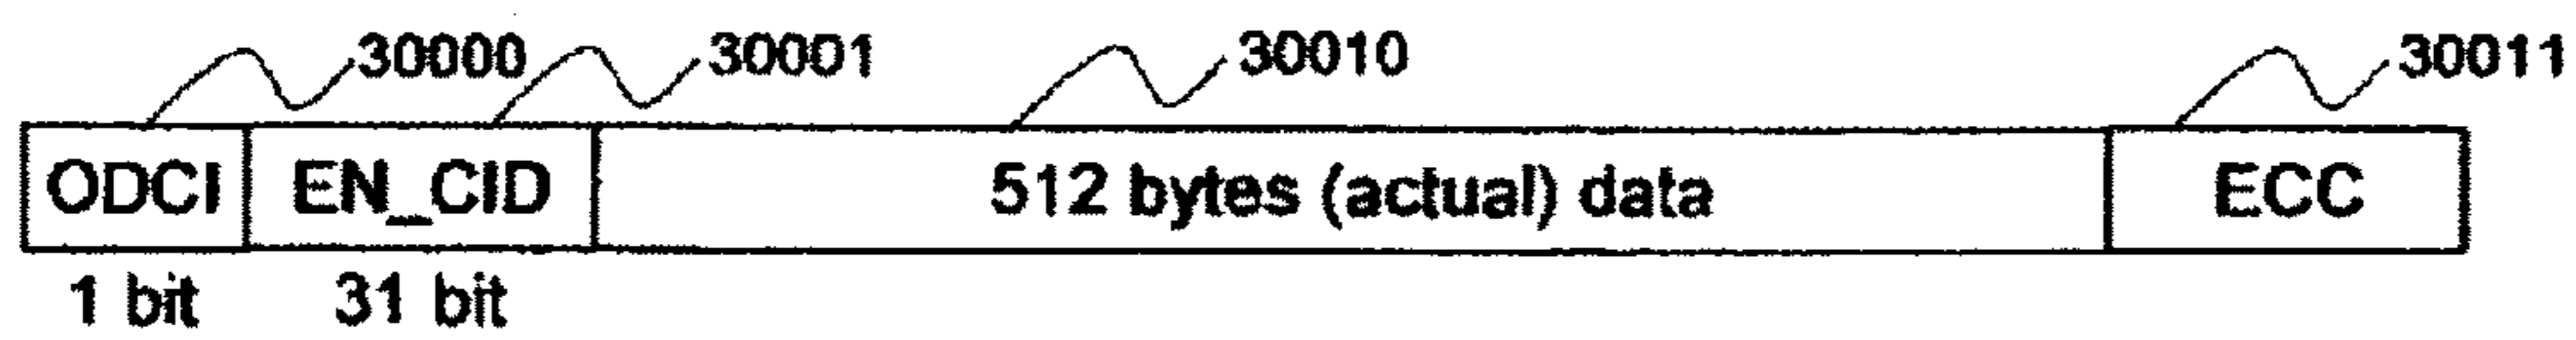 30000 30001 30010 30011
ODCI EN_CID 512 bytes (actual) data ECC
1 bit 31 bit